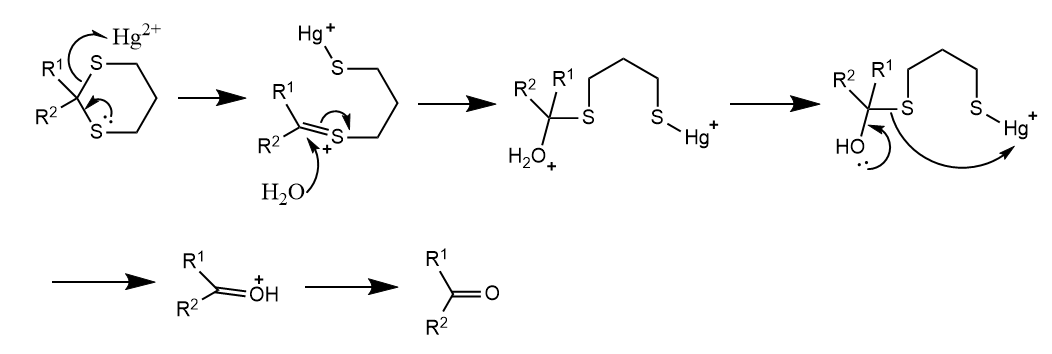 Hg²⁺
R¹
S
R²
S
Hg⁺
S
R¹
R²
S
+
H₂O
R²
R¹
S
S
Hg⁺
H₂O
+
R²
R¹
S
S
Hg⁺
HO
R¹
R²
+
OH
R¹
O
R²